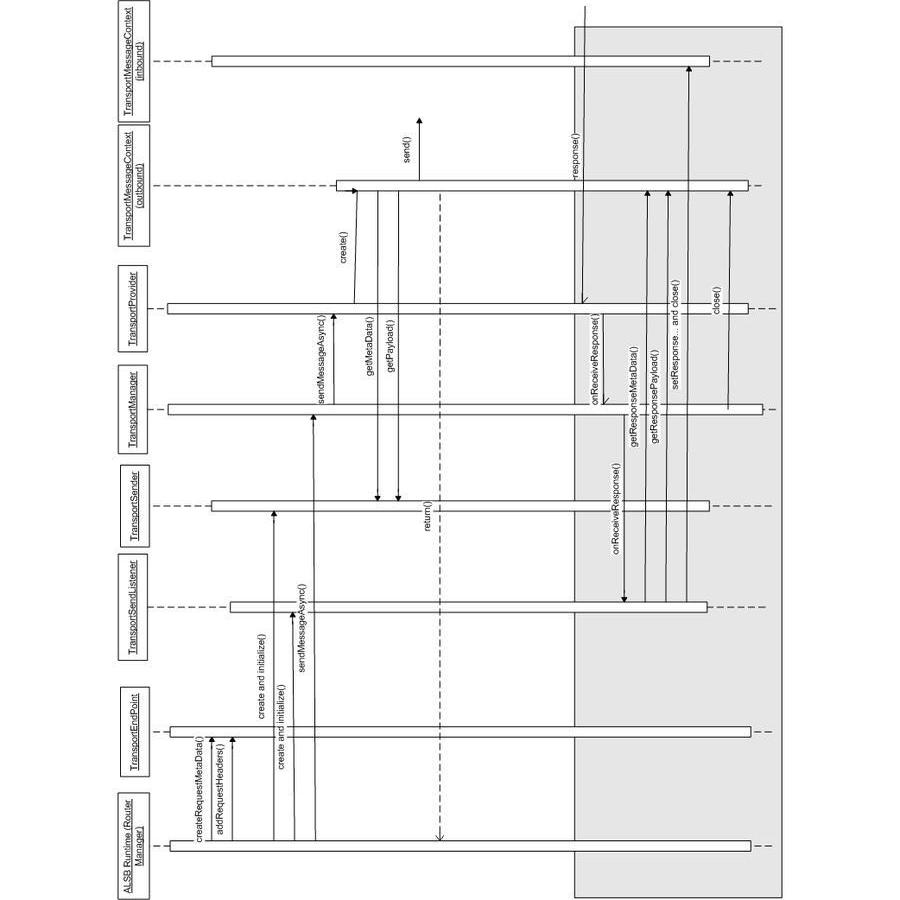 ALSB Runtime (Router
Manager)
TransportEndPoint
TransportSendListener
TransportSender
TransportManager
TransportProvider
TransportMessageContext
(outbound)
TransportMessageContext
(inbound)
createRequestMetaData()
addRequestHeaders()
create and initialize()
create and initialize()
sendMessageAsync()
sendMessageAsync()
create()
getMetaData()
getPayload()
send()
return()
response()
onReceiveResponse()
onReceiveResponse()
getResponseMetaData()
getResponsePayload()
setResponse... and close()
close()